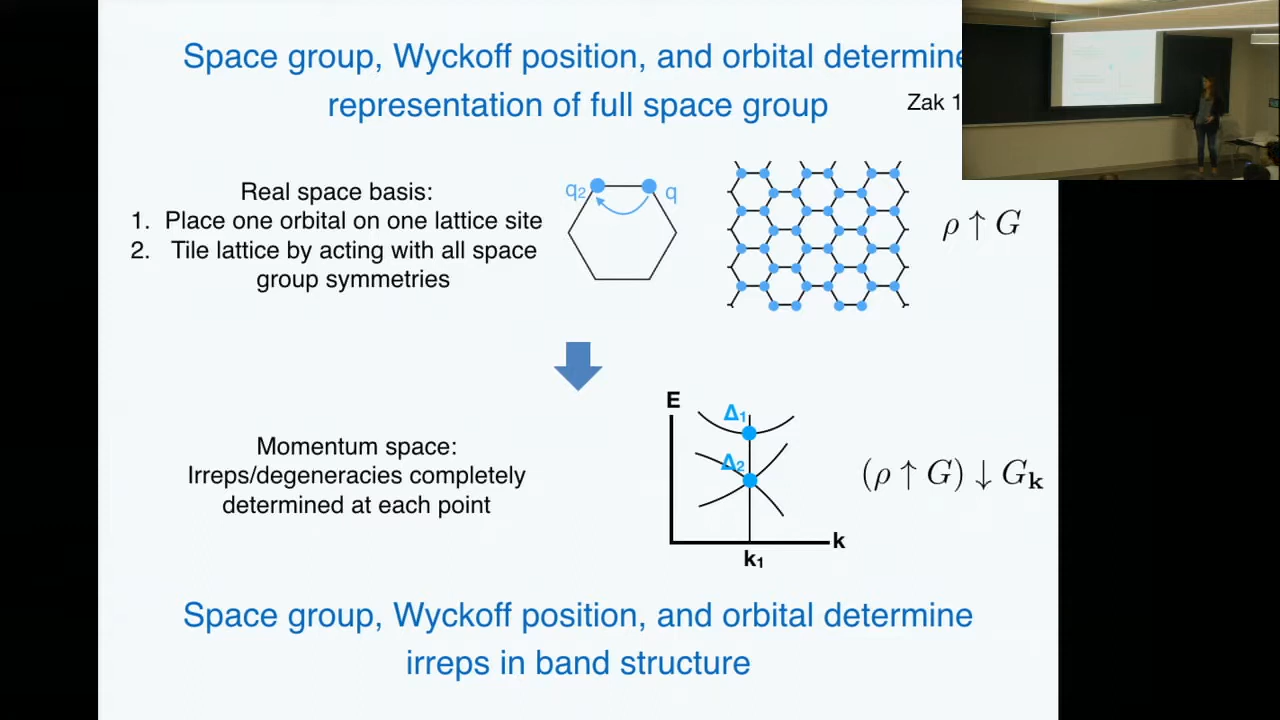 Space group, Wyckoff position, and orbital determine
representation of full space group
Zak 1
Real space basis:
1. Place one orbital on one lattice site
2. Tile lattice by acting with all space
group symmetries
q₂
q
ρ ↑ G
Momentum space:
Irreps/degeneracies completely
determined at each point
E
Δ₁
Δ₂
k
k₁
(ρ ↑ G) ↓ G𝐤
Space group, Wyckoff position, and orbital determine
irreps in band structure